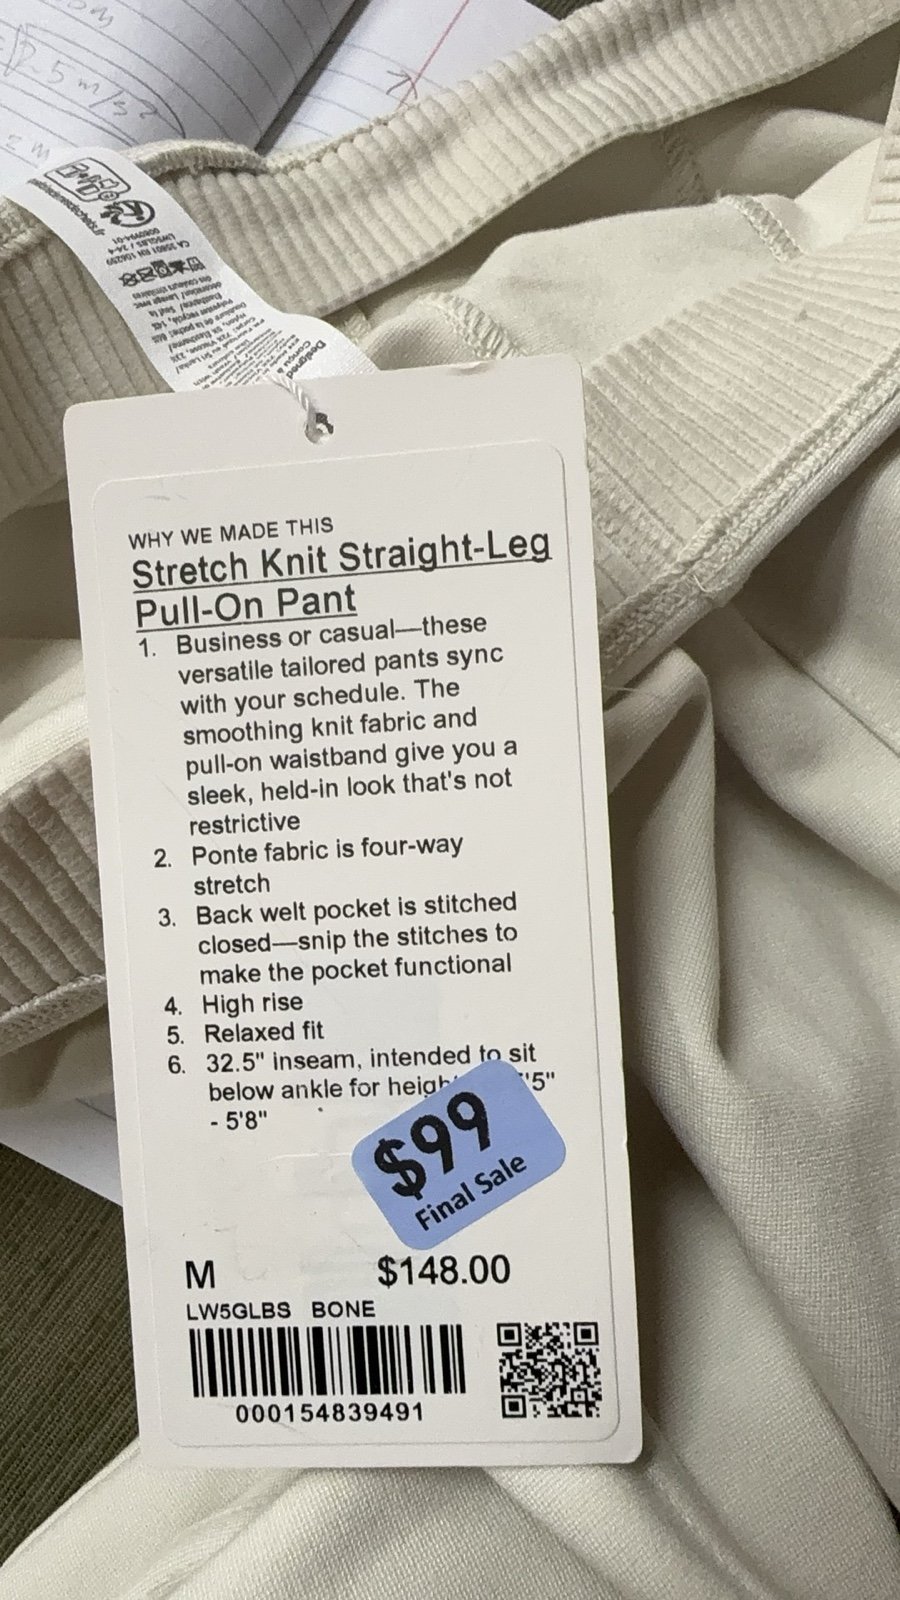 WHY WE MADE THIS
Stretch Knit Straight-Leg
Pull-On Pant
1. Business or casual—these
versatile tailored pants sync
with your schedule. The
smoothing knit fabric and
pull-on waistband give you a
sleek, held-in look that's not
restrictive
2. Ponte fabric is four-way
stretch
3. Back welt pocket is stitched
closed—snip the stitches to
make the pocket functional
4. High rise
5. Relaxed fit
6. 32.5" inseam, intended to sit
below ankle for
- 5'8"
$99
Final Sale
M $148.00
LW5GLBS BONE
000154839491